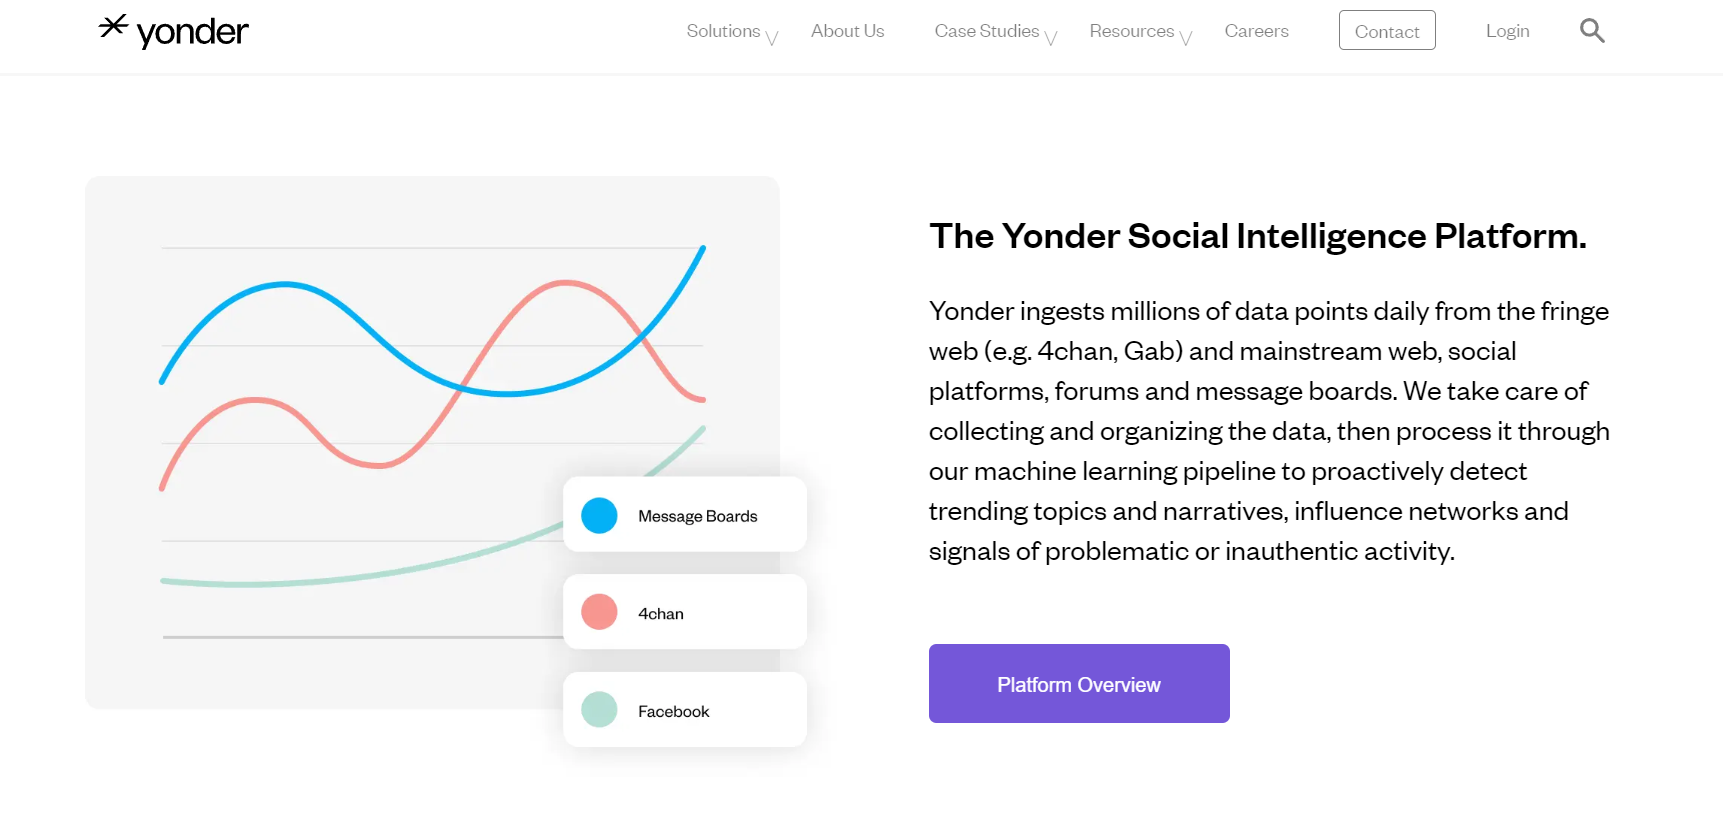 yonder
Solutions
About Us
Case Studies
Resources
Careers
Contact
Login
Message Boards
4chan
Facebook
The Yonder Social Intelligence Platform.
Yonder ingests millions of data points daily from the fringe
web (e.g. 4chan, Gab) and mainstream web, social
platforms, forums and message boards. We take care of
collecting and organizing the data, then process it through
our machine learning pipeline to proactively detect
trending topics and narratives, influence networks and
signals of problematic or inauthentic activity.
Platform Overview